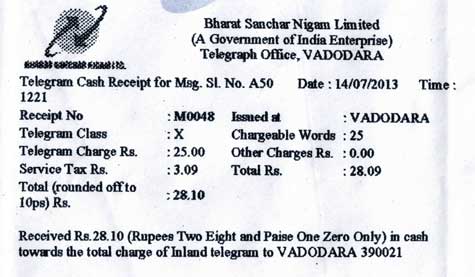 Bharat Sanchar Nigam Limited
(A Government of India Enterprise)
Telegraph Office, VADODARA
BHARAT SANCHAR NIGAM LTD.
Telegram Cash Receipt for Msg. Sl. No. A50 Date : 14/07/2013 Time :
1221
Receipt No : M0048 Issued at : VADODARA
Telegram Class : X Chargeable Words : 25
Telegram Charge Rs. : 25.00 Other Charges Rs. : 0.00
Service Tax Rs. : 3.09 Total Rs. : 28.09
Total (rounded off to
10ps) Rs. : 28.10
Received Rs.28.10 (Rupees Two Eight and Paise One Zero Only) in cash
towards the total charge of Inland telegram to VADODARA 390021